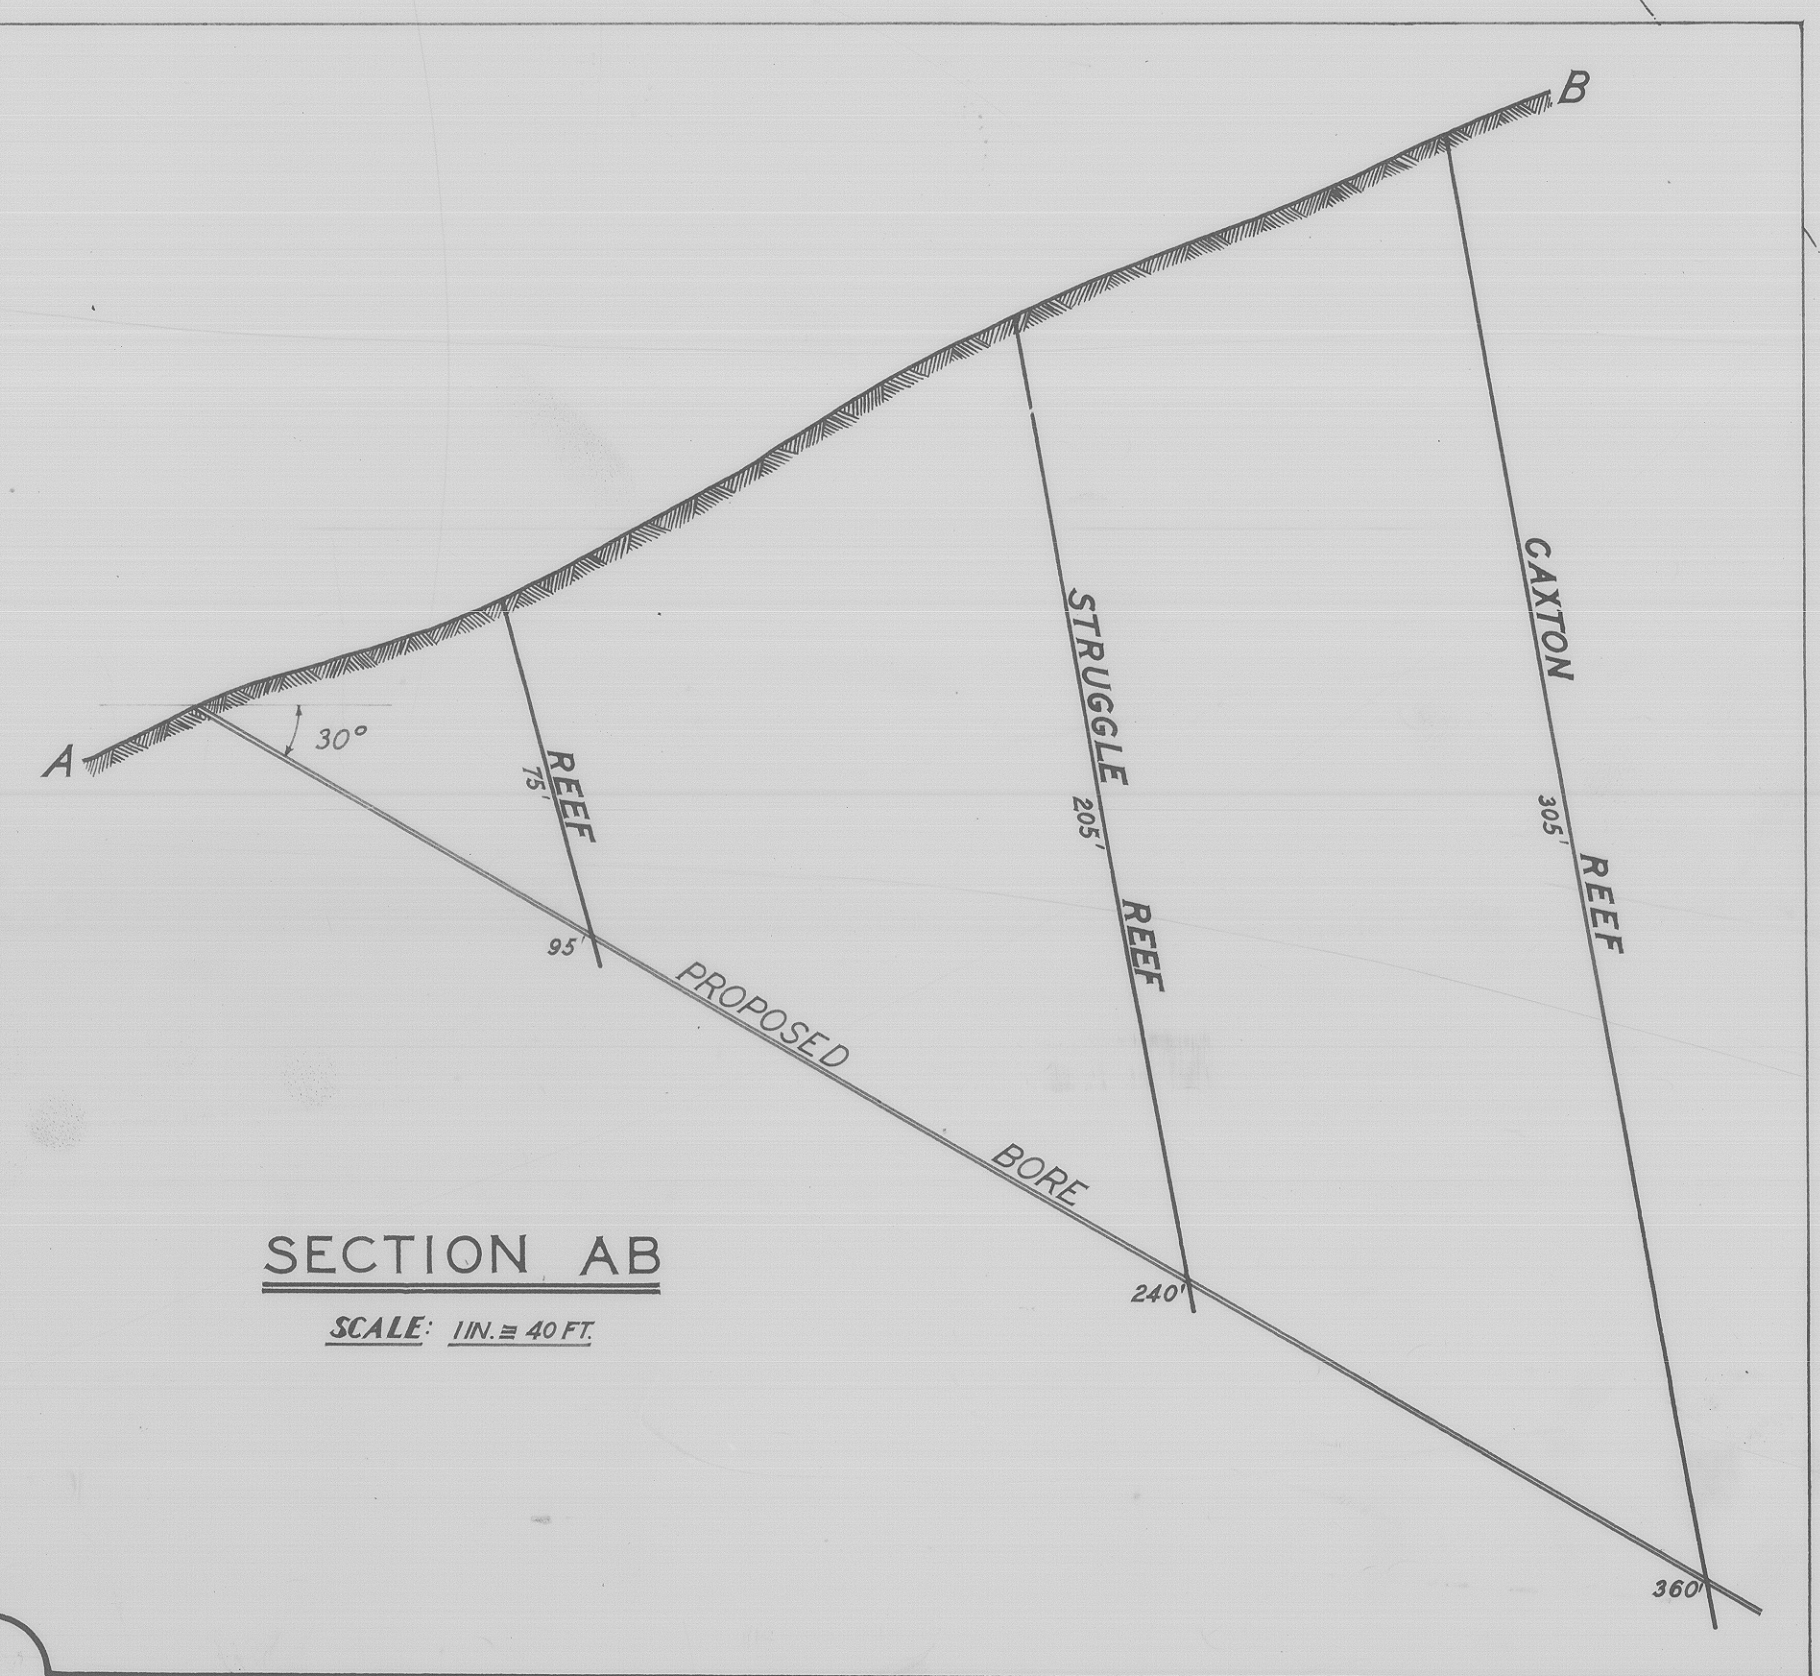 B
A
30°
REEF
75'
STRUGGLE REEF
205'
CAXTON REEF
305'
95'
PROPOSED BORE
240'
360'
SECTION AB
SCALE: 1 IN. ≅ 40 FT.